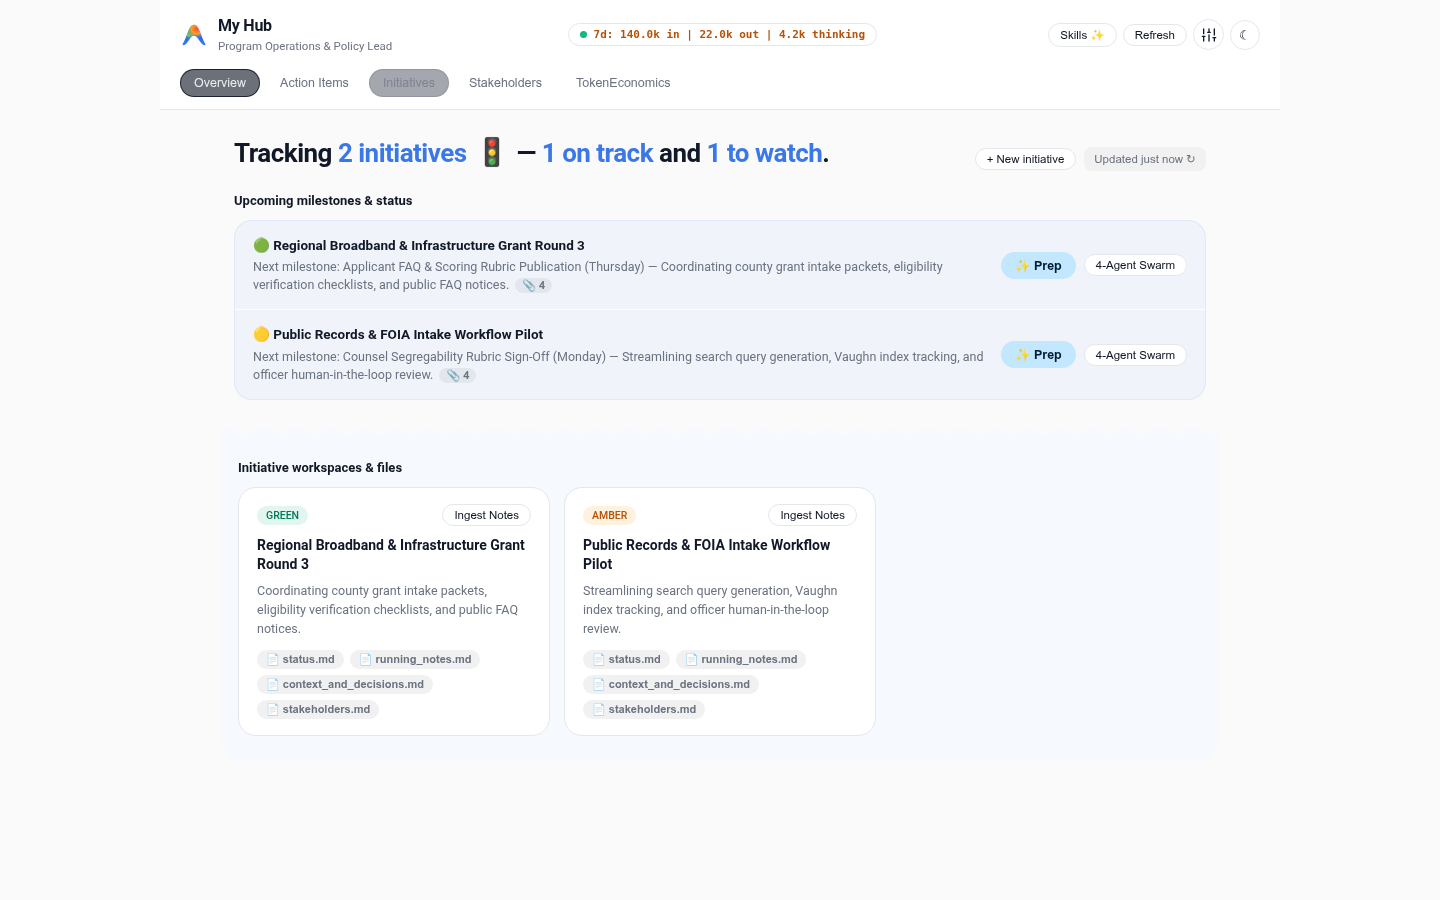 My Hub
Program Operations & Policy Lead
7d: 140.0k in | 22.0k out | 4.2k thinking
Skills ✨
Refresh
Overview
Action Items
Initiatives
Stakeholders
TokenEconomics
Tracking 2 initiatives 🚦 — 1 on track and 1 to watch.
+ New initiative
Updated just now ↻
Upcoming milestones & status
🟢 Regional Broadband & Infrastructure Grant Round 3
Next milestone: Applicant FAQ & Scoring Rubric Publication (Thursday) — Coordinating county grant intake packets, eligibility
verification checklists, and public FAQ notices. 📎 4
✨ Prep
4-Agent Swarm
🟡 Public Records & FOIA Intake Workflow Pilot
Next milestone: Counsel Segregability Rubric Sign-Off (Monday) — Streamlining search query generation, Vaughn index tracking, and
officer human-in-the-loop review. 📎 4
✨ Prep
4-Agent Swarm
Initiative workspaces & files
GREEN
Ingest Notes
Regional Broadband & Infrastructure Grant
Round 3
Coordinating county grant intake packets,
eligibility verification checklists, and public FAQ
notices.
📄 status.md
📄 running_notes.md
📄 context_and_decisions.md
📄 stakeholders.md
AMBER
Ingest Notes
Public Records & FOIA Intake Workflow
Pilot
Streamlining search query generation, Vaughn
index tracking, and officer human-in-the-loop
review.
📄 status.md
📄 running_notes.md
📄 context_and_decisions.md
📄 stakeholders.md